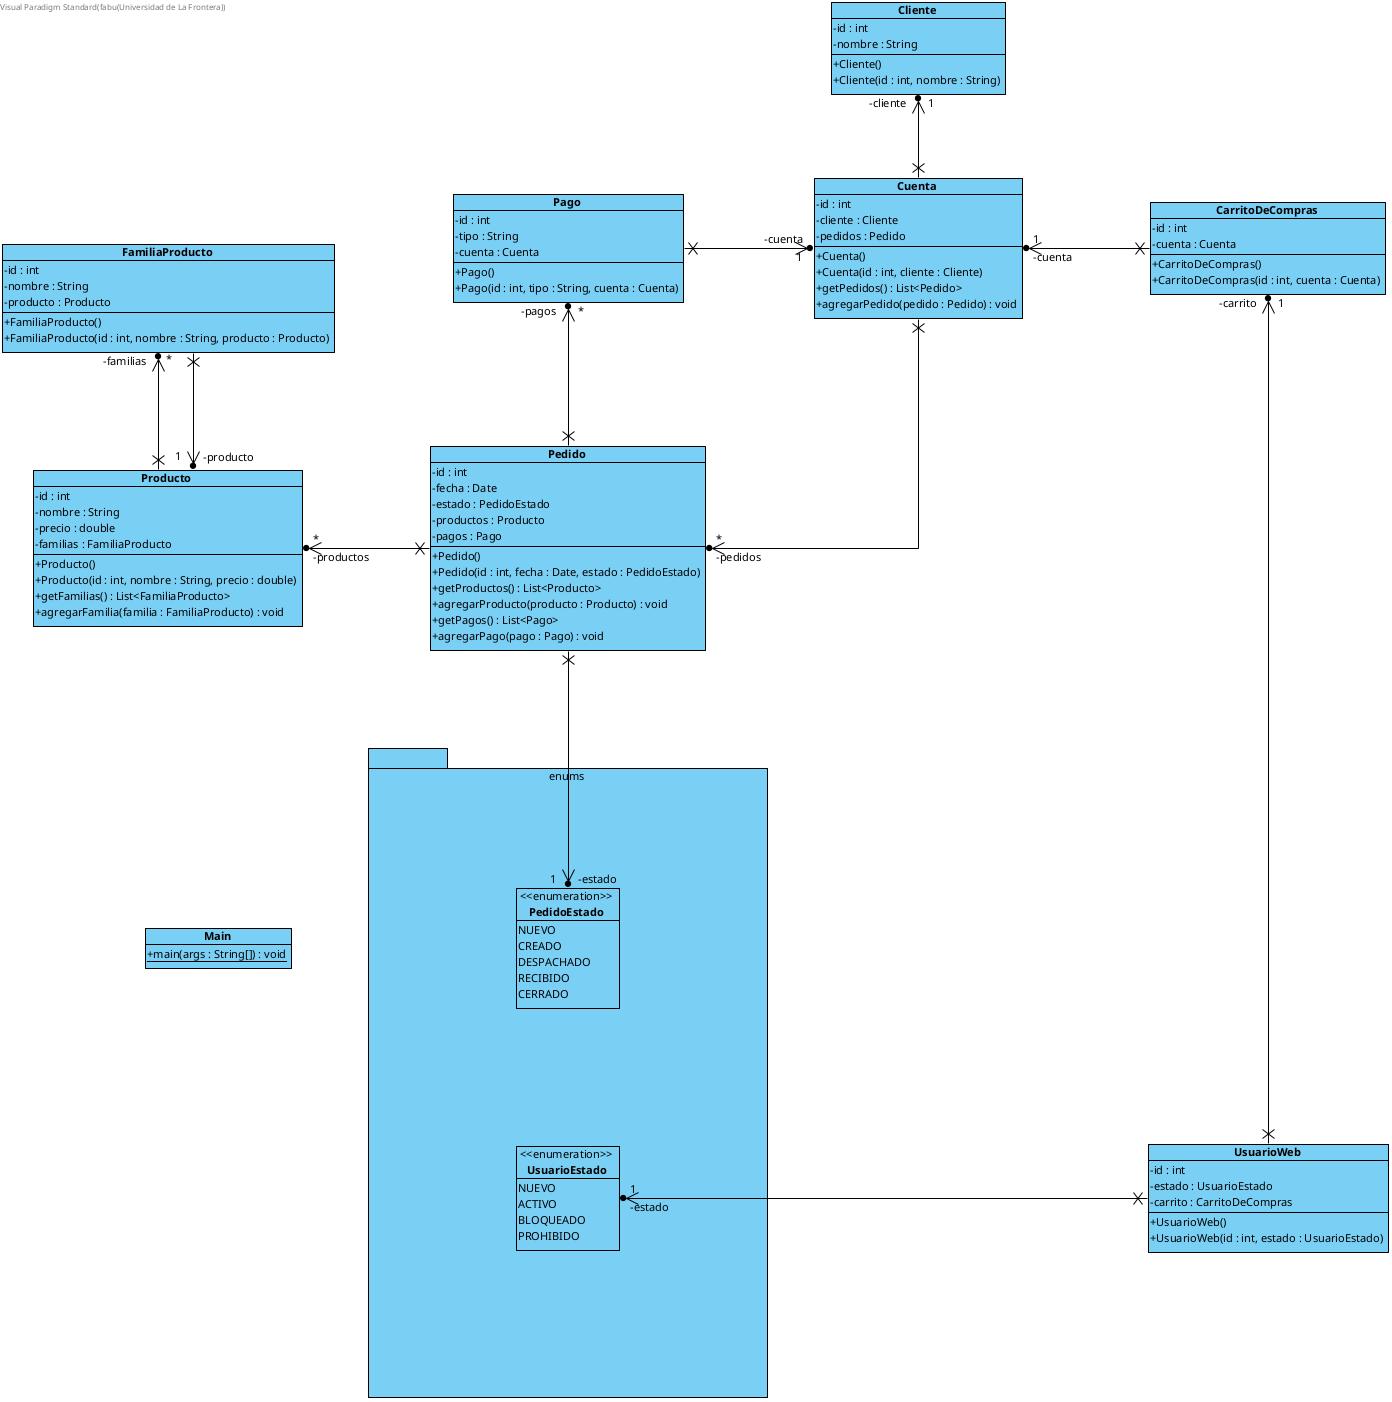 Visual Paradigm Standard(fabu(Universidad de La Frontera))
Cliente
-id : int
-nombre : String
+Cliente()
+Cliente(id : int, nombre : String)
-cliente
1
Cuenta
-id : int
-cliente : Cliente
-pedidos : Pedido
+Cuenta()
+Cuenta(id : int, cliente : Cliente)
+getPedidos() : List<Pedido>
+agregarPedido(pedido : Pedido) : void
Pago
-id : int
-tipo : String
-cuenta : Cuenta
+Pago()
+Pago(id : int, tipo : String, cuenta : Cuenta)
-cuenta
1
CarritoDeCompras
-id : int
-cuenta : Cuenta
+CarritoDeCompras()
+CarritoDeCompras(id : int, cuenta : Cuenta)
1
-cuenta
-carrito
1
FamiliaProducto
-id : int
-nombre : String
-producto : Producto
+FamiliaProducto()
+FamiliaProducto(id : int, nombre : String, producto : Producto)
-familias
*
1
-producto
-pagos
*
Producto
-id : int
-nombre : String
-precio : double
-familias : FamiliaProducto
+Producto()
+Producto(id : int, nombre : String, precio : double)
+getFamilias() : List<FamiliaProducto>
+agregarFamilia(familia : FamiliaProducto) : void
*
-productos
Pedido
-id : int
-fecha : Date
-estado : PedidoEstado
-productos : Producto
-pagos : Pago
+Pedido()
+Pedido(id : int, fecha : Date, estado : PedidoEstado)
+getProductos() : List<Producto>
+agregarProducto(producto : Producto) : void
+getPagos() : List<Pago>
+agregarPago(pago : Pago) : void
*
-pedidos
enums
1
-estado
<<enumeration>>
PedidoEstado
NUEVO
CREADO
DESPACHADO
RECIBIDO
CERRADO
Main
+main(args : String[]) : void
<<enumeration>>
UsuarioEstado
NUEVO
ACTIVO
BLOQUEADO
PROHIBIDO
1
-estado
UsuarioWeb
-id : int
-estado : UsuarioEstado
-carrito : CarritoDeCompras
+UsuarioWeb()
+UsuarioWeb(id : int, estado : UsuarioEstado)